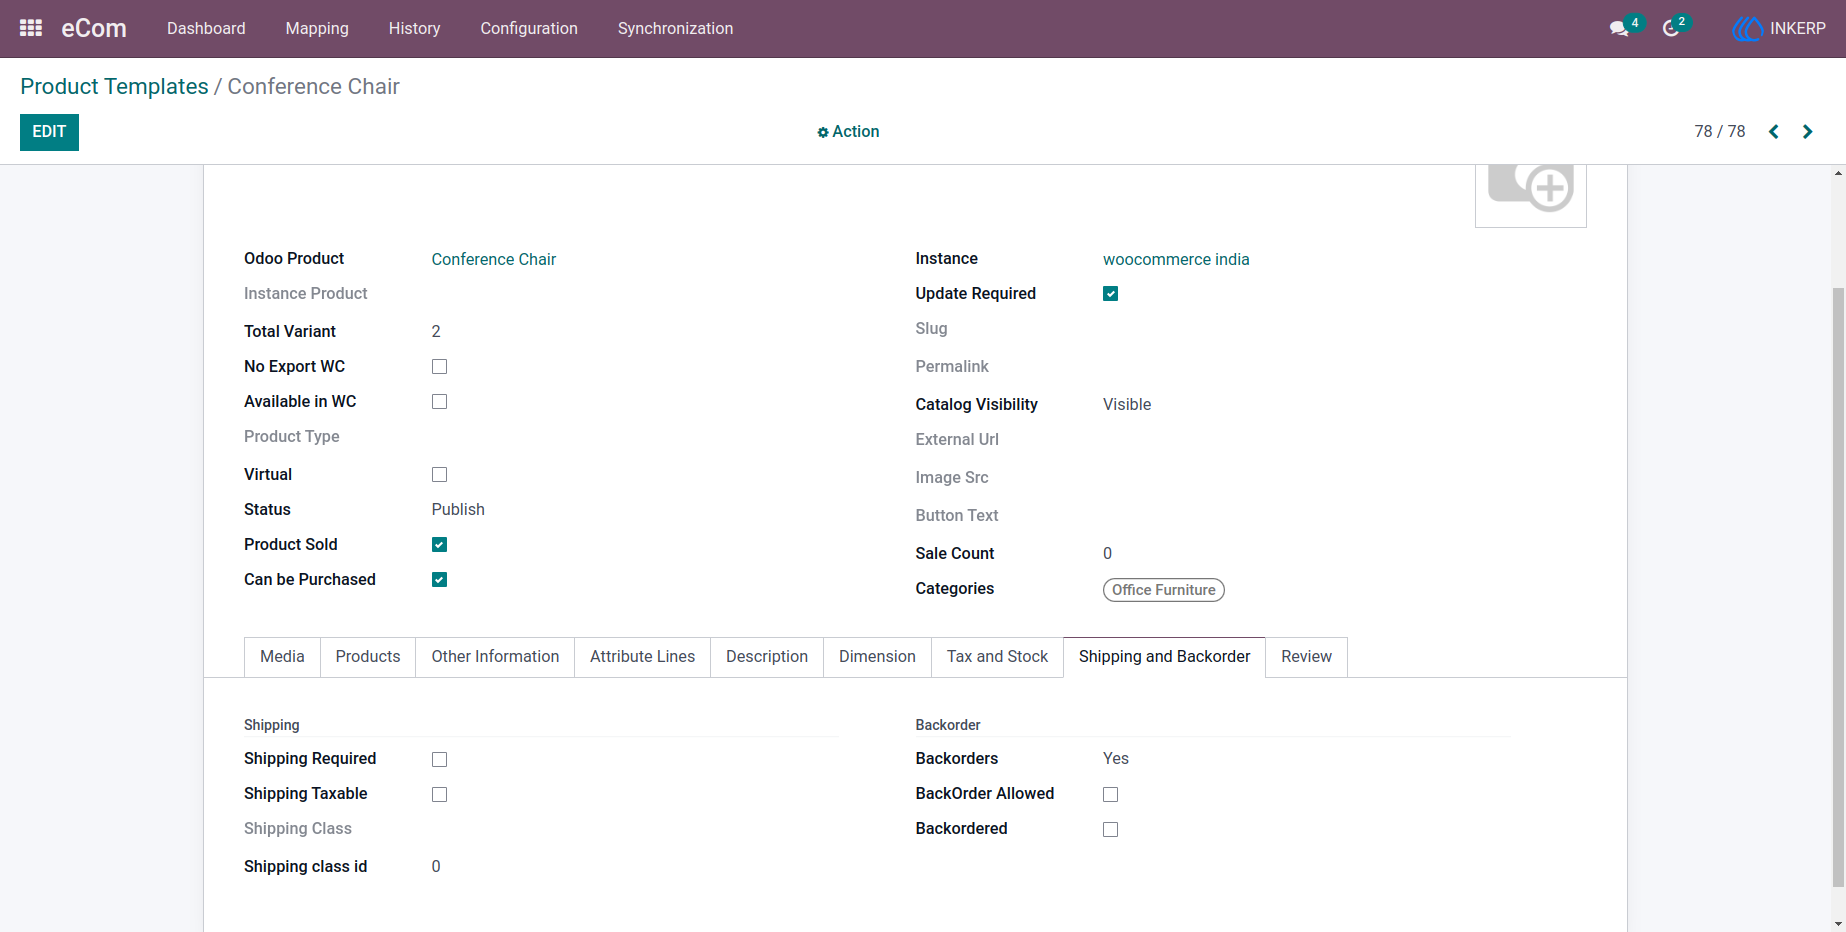 eCom Dashboard Mapping History Configuration Synchronization 4 2 INKERP
Product Templates / Conference Chair
EDIT Action 78 / 78
Odoo Product Conference Chair
Instance Product
Total Variant 2
No Export WC
Available in WC
Product Type
Virtual
Status Publish
Product Sold
Can be Purchased
Instance woocommerce india
Update Required
Slug
Permalink
Catalog Visibility Visible
External Url
Image Src
Button Text
Sale Count 0
Categories Office Furniture
Media Products Other Information Attribute Lines Description Dimension Tax and Stock Shipping and Backorder Review
Shipping
Shipping Required
Shipping Taxable
Shipping Class
Shipping class id 0
Backorder
Backorders Yes
BackOrder Allowed
Backordered